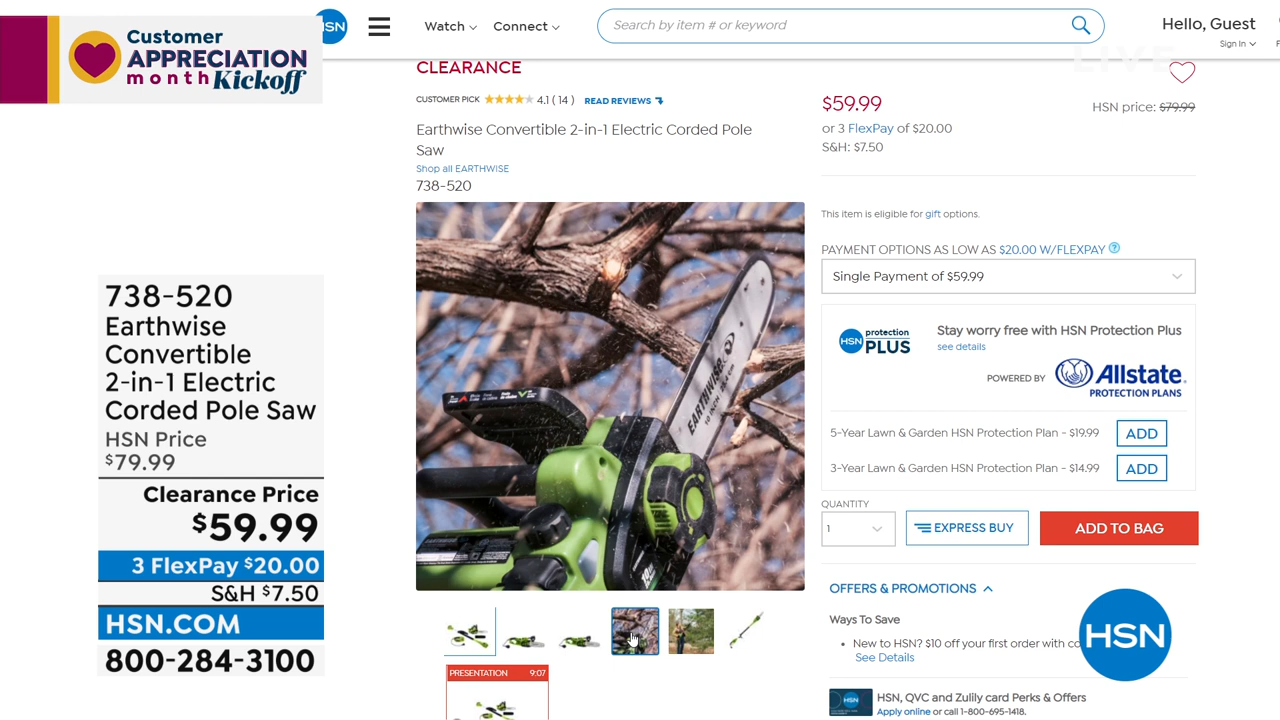 Customer
APPRECIATION
month Kickoff
HSN
Watch
Connect
Search by item # or keyword
Hello, Guest
Sign In
LIVE
CLEARANCE
CUSTOMER PICK 4.1 ( 14 ) READ REVIEWS
Earthwise Convertible 2-in-1 Electric Corded Pole
Saw
Shop all EARTHWISE
738-520
$59.99
HSN price: $79.99
or 3 FlexPay of $20.00
S&H: $7.50
This item is eligible for gift options.
PAYMENT OPTIONS AS LOW AS $20.00 W/FLEXPAY ?
Single Payment of $59.99
HSN protection PLUS
Stay worry free with HSN Protection Plus
see details
POWERED BY Allstate
PROTECTION PLANS
5-Year Lawn & Garden HSN Protection Plan - $19.99 ADD
3-Year Lawn & Garden HSN Protection Plan - $14.99 ADD
QUANTITY
1
EXPRESS BUY
ADD TO BAG
OFFERS & PROMOTIONS
Ways To Save
• New to HSN? $10 off your first order with
See Details
HSN
HSN, QVC and Zulily card Perks & Offers
Apply online or call 1-800-695-1418.
EARTHWISE
10 INCH
PRESENTATION 9:07
738-520
Earthwise
Convertible
2-in-1 Electric
Corded Pole Saw
HSN Price
$79.99
Clearance Price
$59.99
3 FlexPay $20.00
S&H $7.50
HSN.COM
800-284-3100